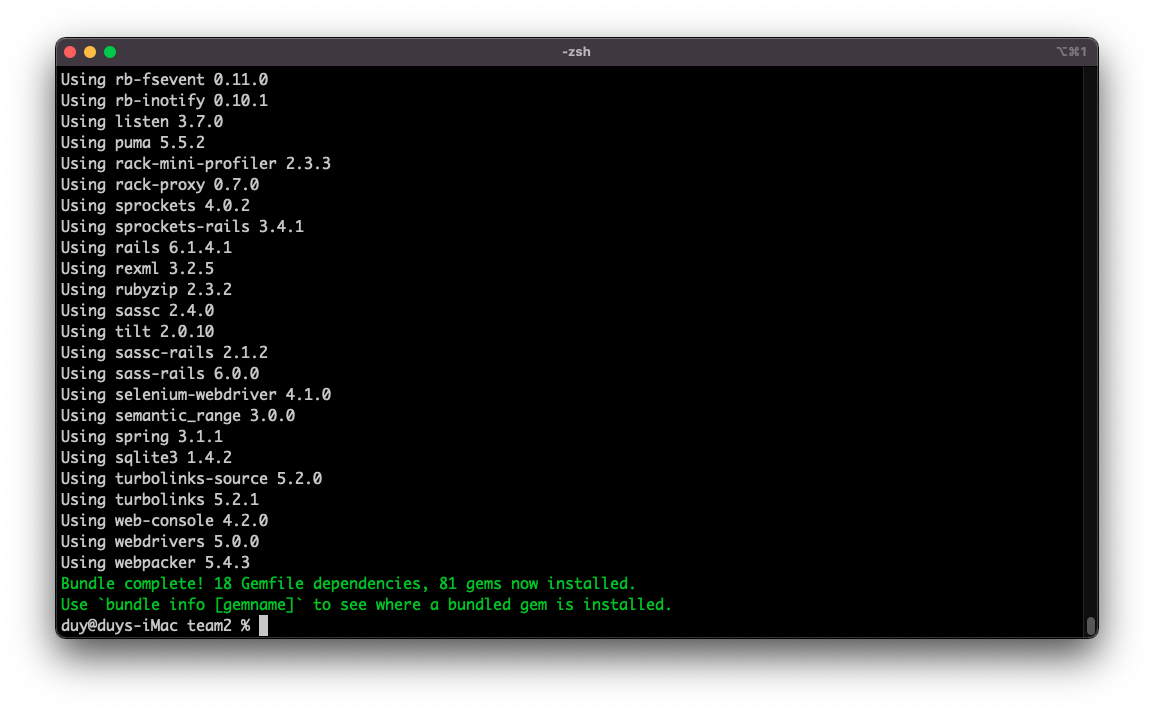 -zsh
⌥⌘1
Using rb-fsevent 0.11.0
Using rb-inotify 0.10.1
Using listen 3.7.0
Using puma 5.5.2
Using rack-mini-profiler 2.3.3
Using rack-proxy 0.7.0
Using sprockets 4.0.2
Using sprockets-rails 3.4.1
Using rails 6.1.4.1
Using rexml 3.2.5
Using rubyzip 2.3.2
Using sassc 2.4.0
Using tilt 2.0.10
Using sassc-rails 2.1.2
Using sass-rails 6.0.0
Using selenium-webdriver 4.1.0
Using semantic_range 3.0.0
Using spring 3.1.1
Using sqlite3 1.4.2
Using turbolinks-source 5.2.0
Using turbolinks 5.2.1
Using web-console 4.2.0
Using webdrivers 5.0.0
Using webpacker 5.4.3
Bundle complete! 18 Gemfile dependencies, 81 gems now installed.
Use `bundle info [gemname]` to see where a bundled gem is installed.
duy@duys-iMac team2 %